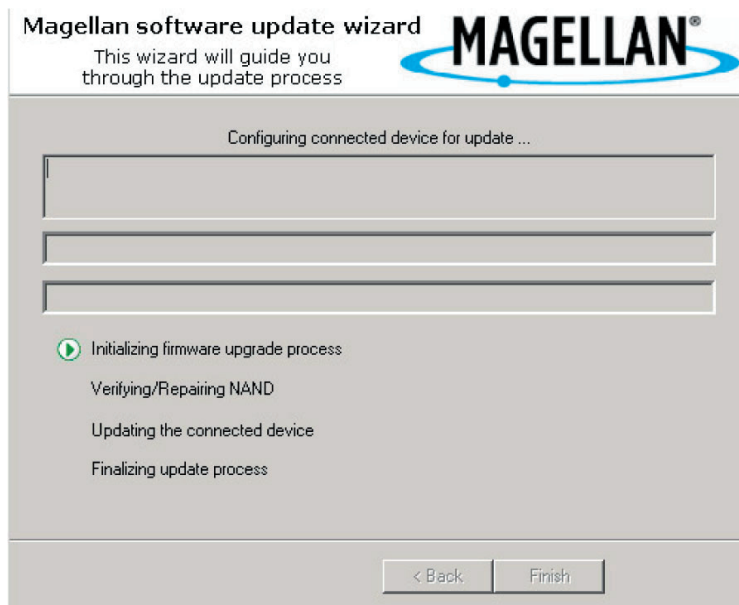 Magellan software update wizard
This wizard will guide you
through the update process
MAGELLAN®
Configuring connected device for update ...
Initializing firmware upgrade process
Verifying/Repairing NAND
Updating the connected device
Finalizing update process
< Back
Finish